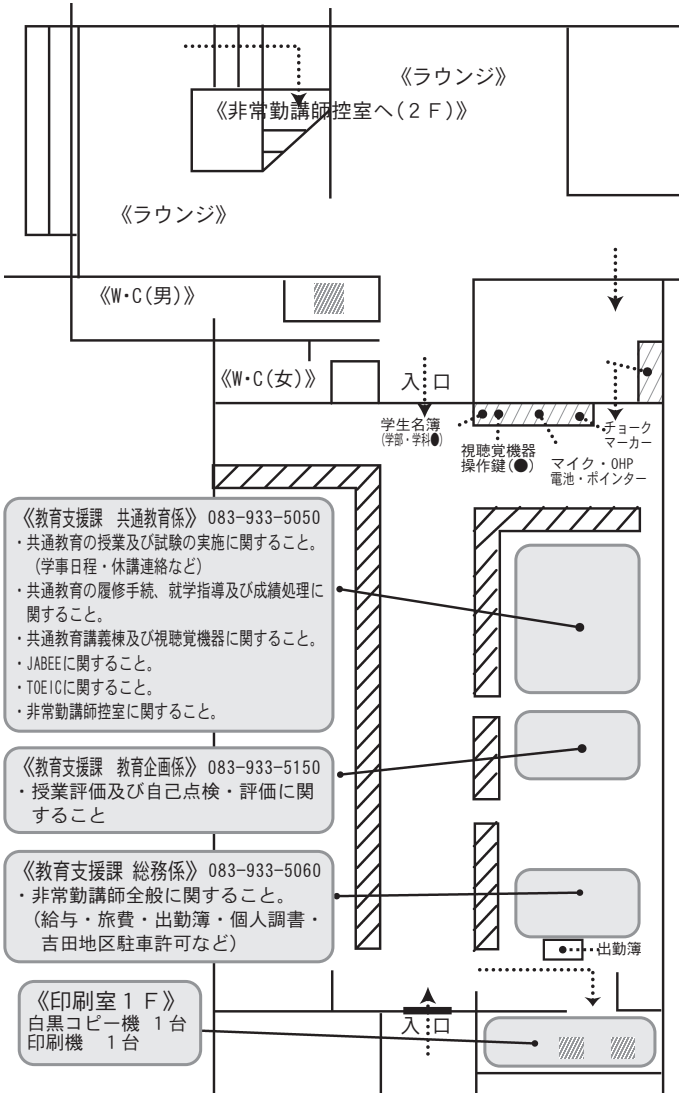 《ラウンジ》
《非常勤講師控室へ(２Ｆ)》
《ラウンジ》
《W･C(男)》
《W･C(女)》
入口
学生名簿
(学部・学科●)
視聴覚機器
操作鍵(●)
マイク・OHP
電池・ポインター
チョーク
マーカー
《教育支援課　共通教育係》083-933-5050
・共通教育の授業及び試験の実施に関すること。
（学事日程・休講連絡など）
・共通教育の履修手続、就学指導及び成績処理に
関すること。
・共通教育講義棟及び視聴覚機器に関すること。
・JABEEに関すること。
・TOEICに関すること。
・非常勤講師控室に関すること。
《教育支援課　教育企画係》083-933-5150
・授業評価及び自己点検・評価に関
すること
《教育支援課 総務係》083-933-5060
・非常勤講師全般に関すること。
（給与・旅費・出勤簿・個人調書・
吉田地区駐車許可など）
出勤簿
《印刷室１Ｆ》
白黒コピー機 １台
印刷機　１台
入口